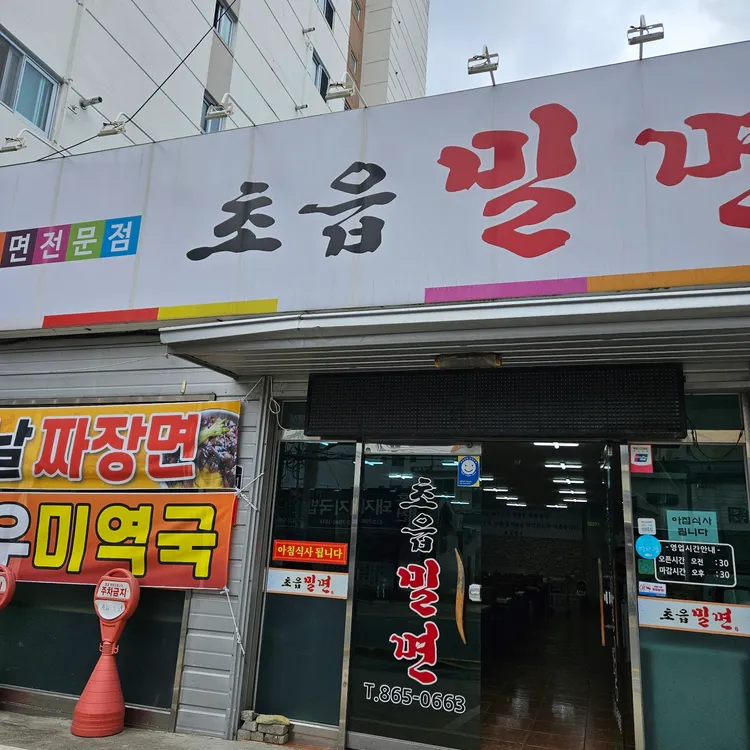 초읍 밀면
면전문점
날 짜장면
우미역국
주차금지
아침식사 됩니다
초읍밀면
초읍
밀면
T.865-0663
아침식사
됩니다
- 영업시간안내 -
오픈시간 오전 :30
마감시간 오후 :30
초읍밀면